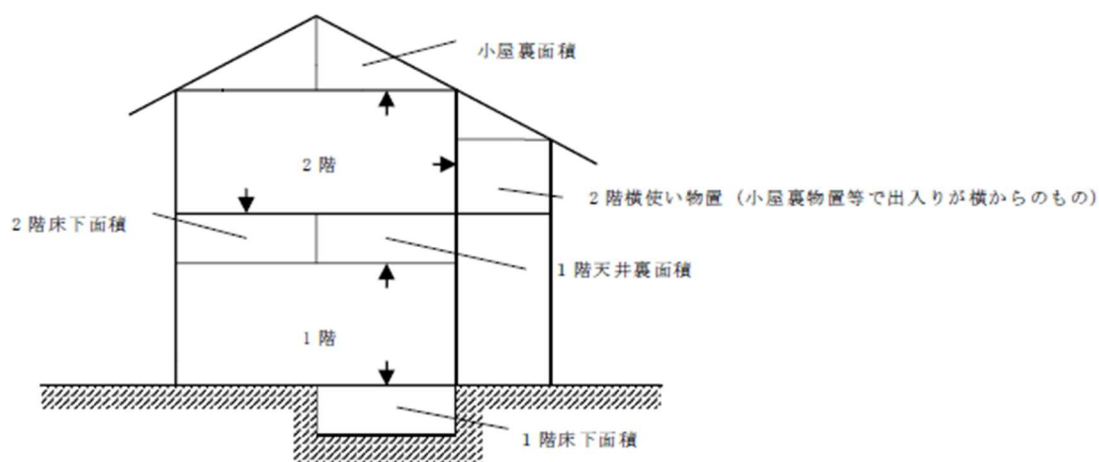 小屋裏面積
2階
2階横使い物置（小屋裏物置等で出入りが横からのもの）
2階床下面積
1階天井裏面積
1階
1階床下面積